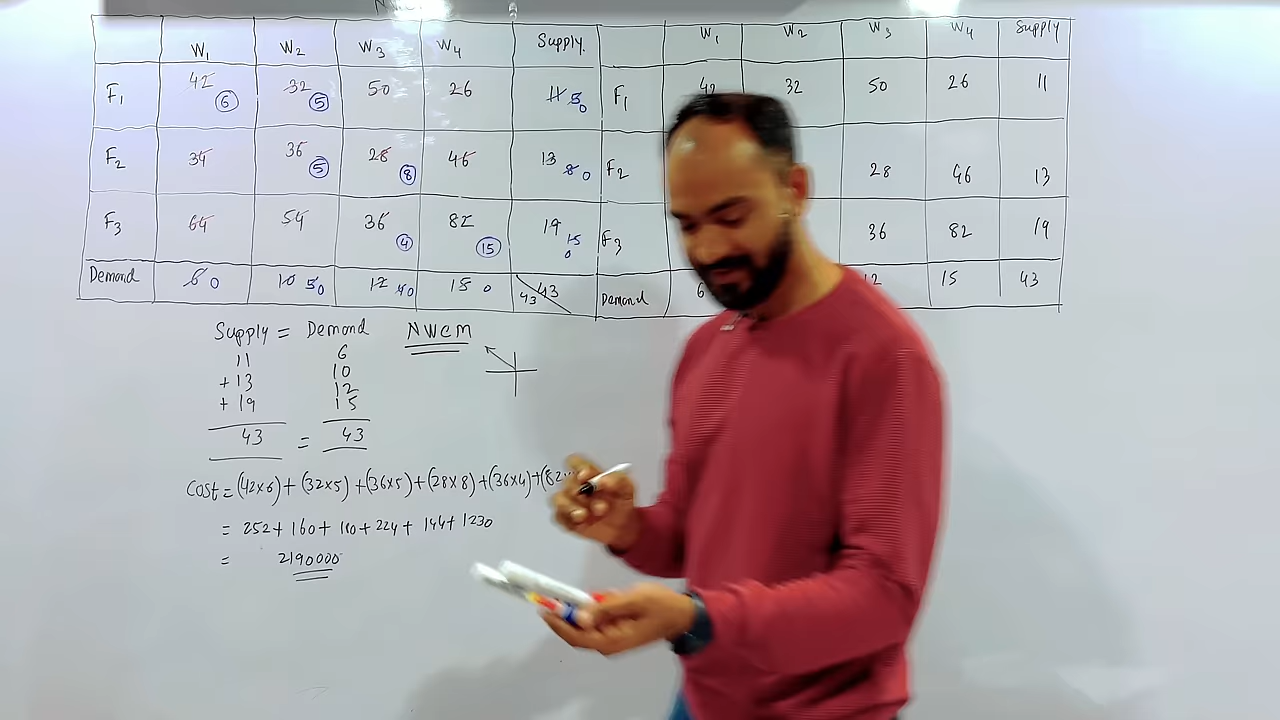 W1 W2 W3 W4 Supply.
F1 42 6 32 5 50 26 11 5 0
F2 34 36 5 28 8 46 13 8 0
F3 64 54 36 4 82 15 19 15 0
Demand 6 0 10 5 0 12 4 0 15 0 43 43
W1 W2 W3 W4 Supply
F1 42 32 50 26 11
F2 28 46 13
F3 36 82 19
Demand 6 12 15 43
Supply = Demand NWCM
11 6
+ 13 10
+ 19 12
15
43 = 43
Cost = (42×6) + (32×5) + (36×5) + (28×8) + (36×4) + (82×
= 252 + 160 + 180 + 224 + 144 + 1230
= 2190000